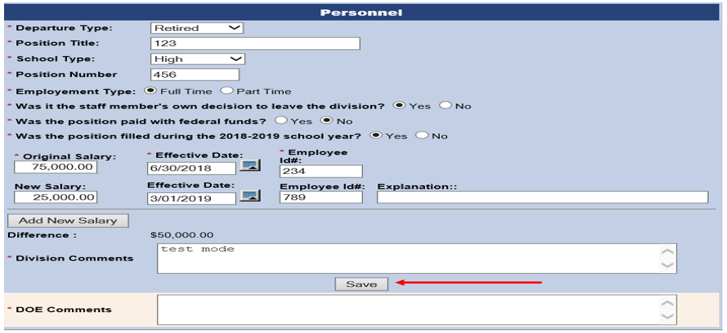 Personnel
* Departure Type: Retired
* Position Title: 123
* School Type: High
* Position Number 456
* Employement Type: Full Time Part Time
* Was it the staff member's own decision to leave the division? Yes No
* Was the position paid with federal funds? Yes No
* Was the position filled during the 2018-2019 school year? Yes No
* Original Salary: * Effective Date: * Employee Id#:
75,000.00 6/30/2018 234
New Salary: Effective Date: Employee Id#: Explanation::
25,000.00 3/01/2019 789
Add New Salary
Difference : $50,000.00
* Division Comments test mode
Save
* DOE Comments